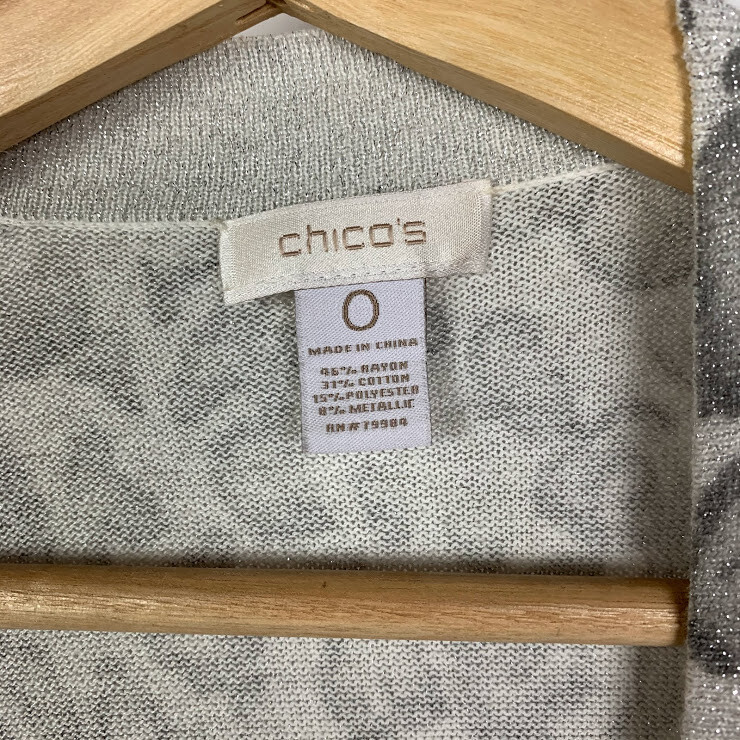 chico's
0
MADE IN CHINA
46% RAYON
31% COTTON
15% POLYESTER
8% METALLIC
RN# 79984